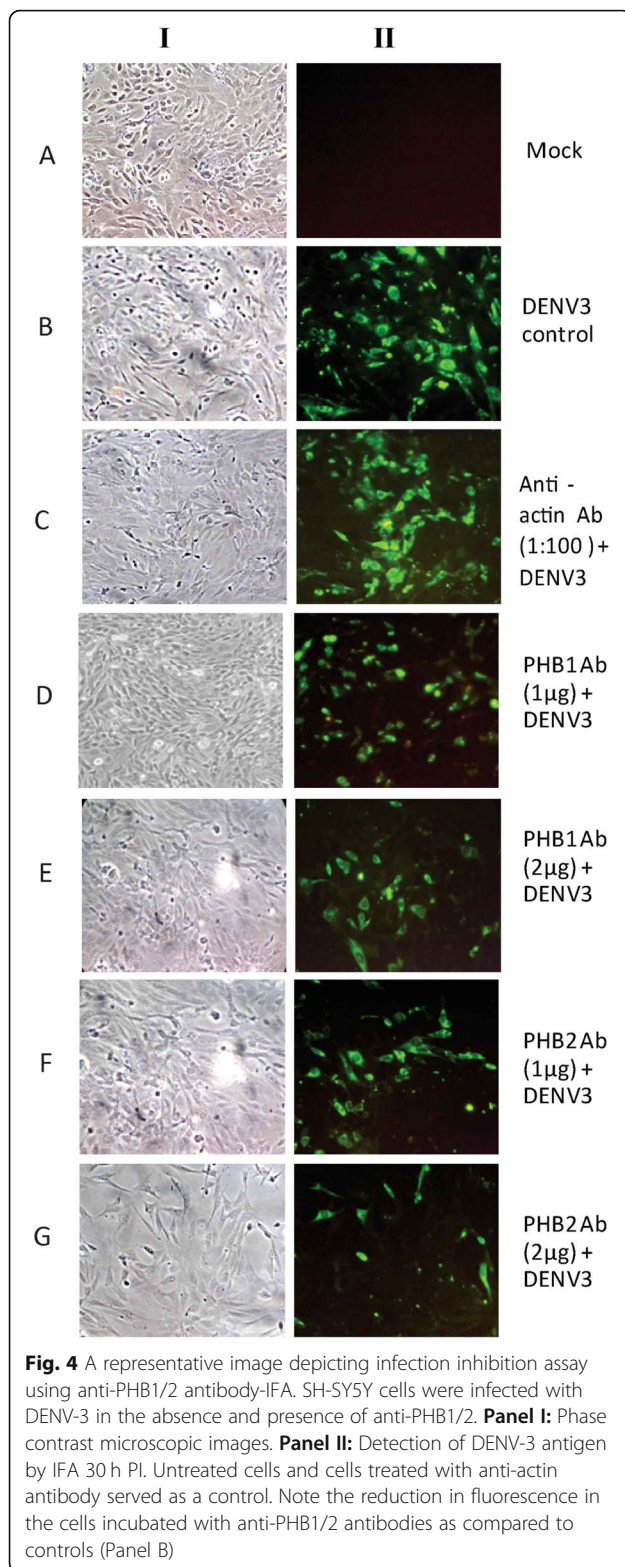 I II
A
Mock
B
DENV3
control
C
Anti -
actin Ab
(1:100 ) +
DENV3
D
PHB1Ab
(1µg) +
DENV3
E
PHB1Ab
(2µg) +
DENV3
F
PHB2Ab
(1µg) +
DENV3
G
PHB2Ab
(2µg) +
DENV3
Fig. 4 A representative image depicting infection inhibition assay
using anti-PHB1/2 antibody-IFA. SH-SY5Y cells were infected with
DENV-3 in the absence and presence of anti-PHB1/2. Panel I: Phase
contrast microscopic images. Panel II: Detection of DENV-3 antigen
by IFA 30 h PI. Untreated cells and cells treated with anti-actin
antibody served as a control. Note the reduction in fluorescence in
the cells incubated with anti-PHB1/2 antibodies as compared to
controls (Panel B)